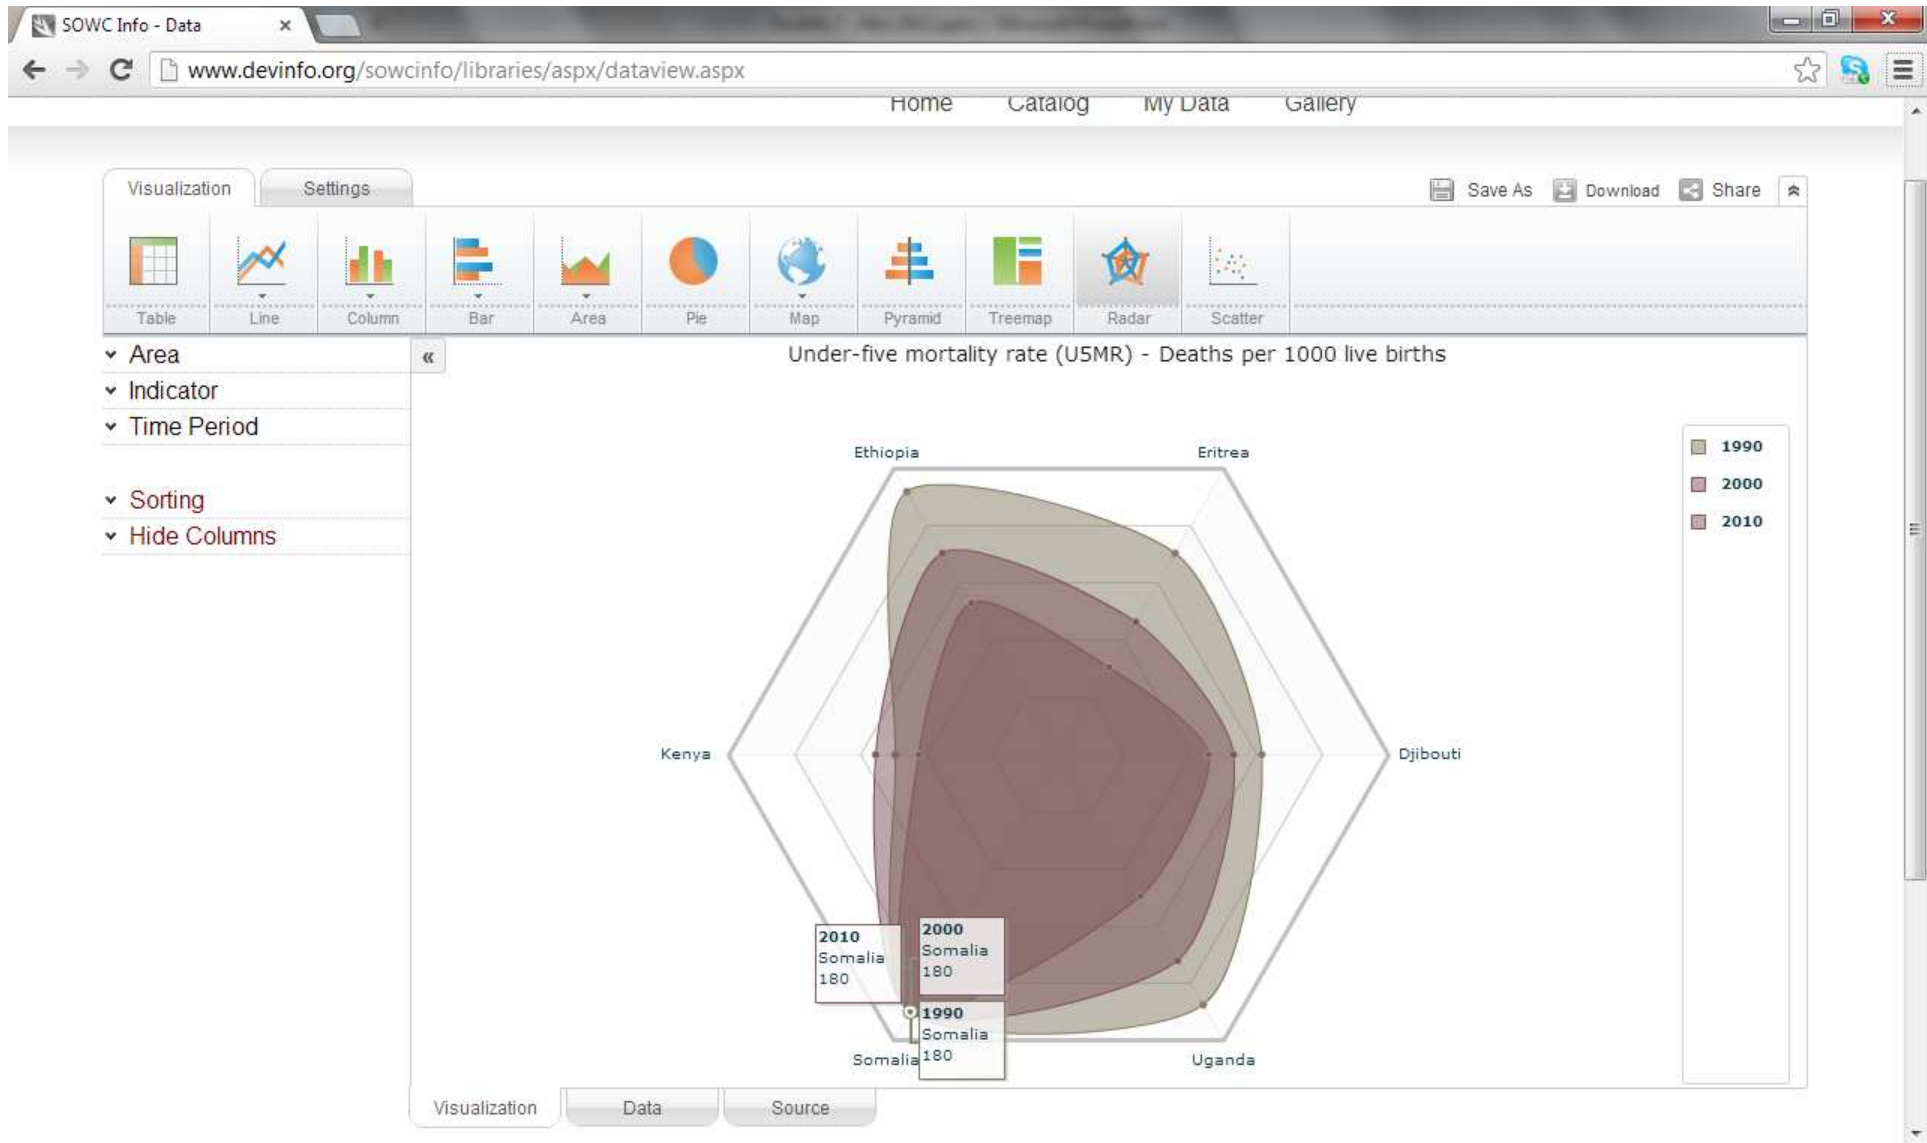 SOWC Info - Data
www.devinfo.org/sowcinfo/libraries/aspx/dataview.aspx
Home Catalog My Data Gallery
Visualization Settings Save As Download Share
Table Line Column Bar Area Pie Map Pyramid Treemap Radar Scatter
Area
Indicator
Time Period
Sorting
Hide Columns
Under-five mortality rate (U5MR) - Deaths per 1000 live births
Ethiopia Eritrea
1990
2000
2010
Kenya Djibouti
2010
Somalia
180
2000
Somalia
180
1990
Somalia
180
Somalia Uganda
Visualization Data Source